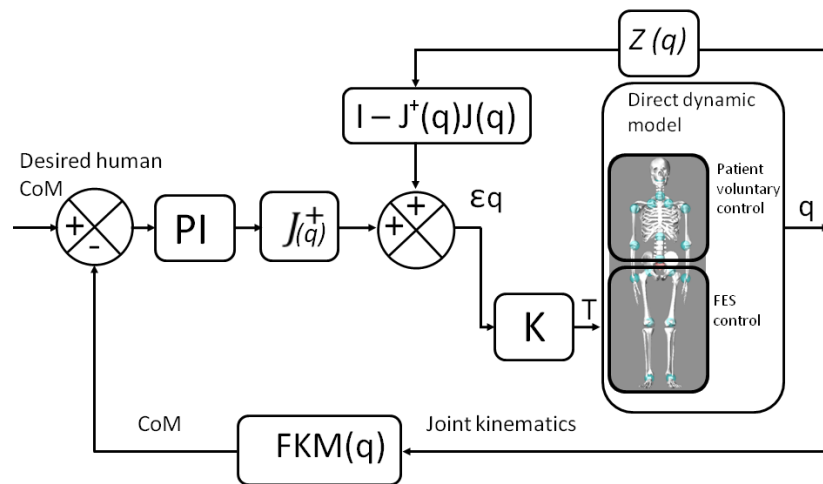 Z (q)
I – J⁺(q)J(q)
Direct dynamic
model
Desired human
CoM
Patient
voluntary
control
+
-
PI
J(q)⁺
+
+
εq
q
K
T
FES
control
CoM
FKM(q)
Joint kinematics